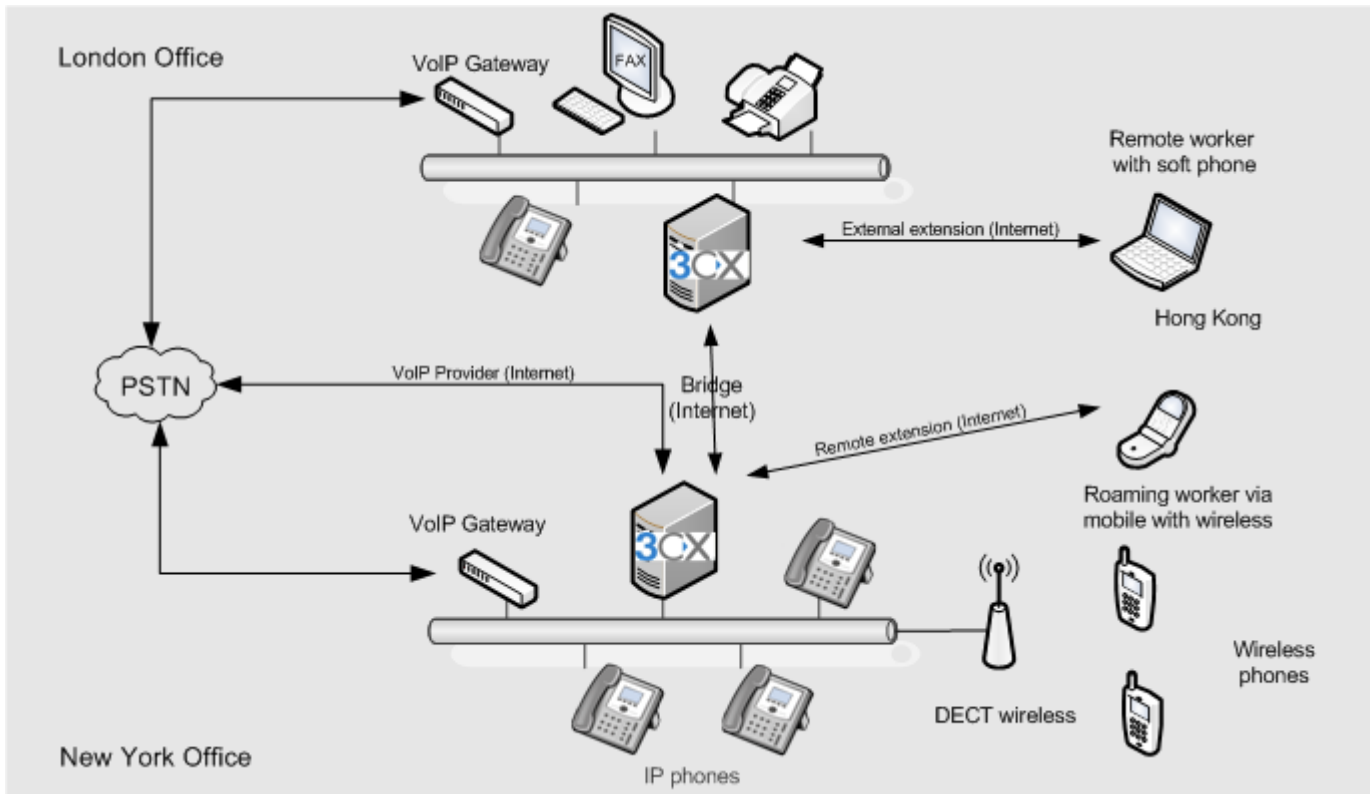 London Office
VoIP Gateway
FAX
Remote worker
with soft phone
External extension (Internet)
3CX
Hong Kong
PSTN
VoIP Provider (Internet)
Bridge
(Internet)
Remote extension (Internet)
Roaming worker via
mobile with wireless
VoIP Gateway
3CX
Wireless
phones
DECT wireless
New York Office
IP phones